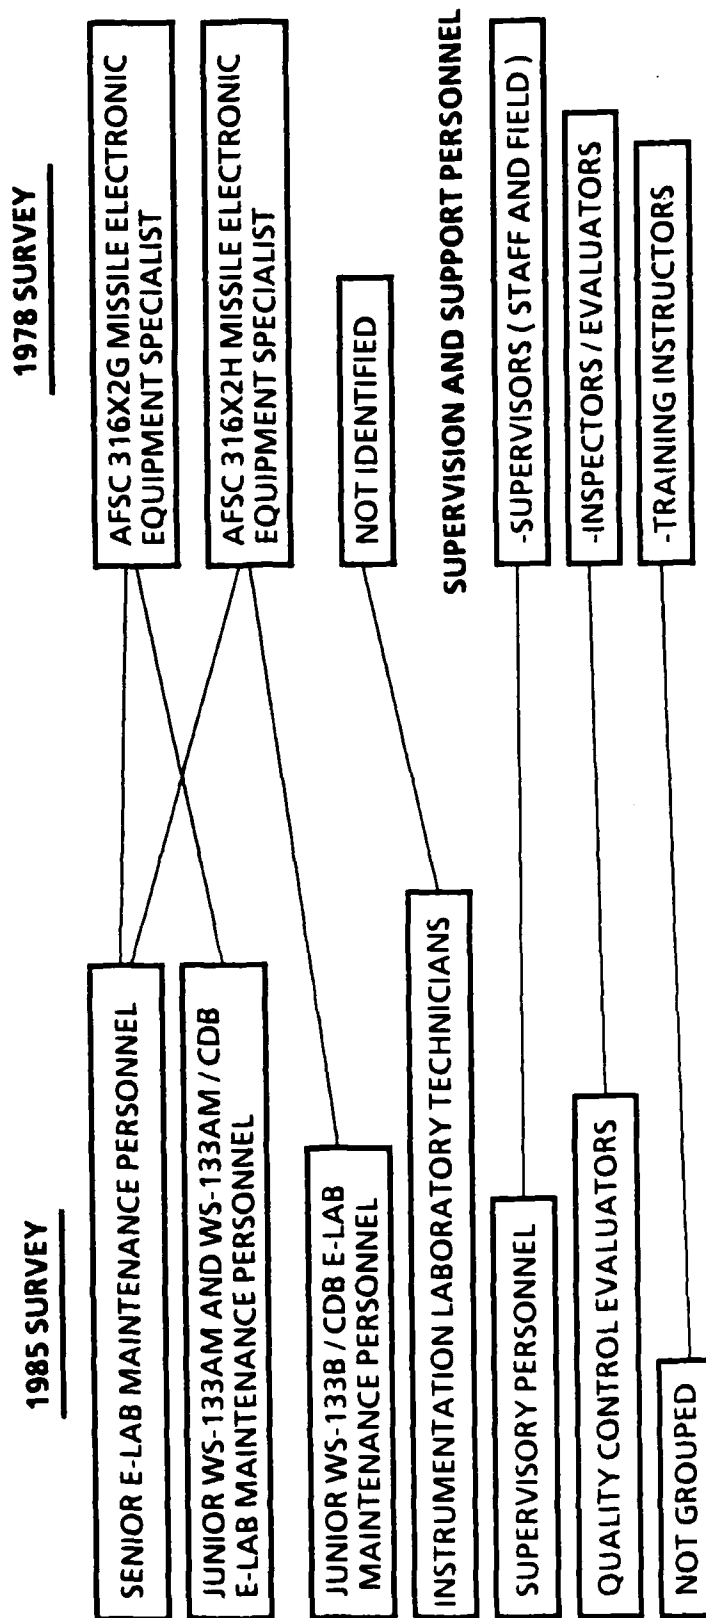 1985 SURVEY
SENIOR E-LAB MAINTENANCE PERSONNEL
JUNIOR WS-133AM AND WS-133AM / CDB
E-LAB MAINTENANCE PERSONNEL
JUNIOR WS-133B / CDB E-LAB
MAINTENANCE PERSONNEL
INSTRUMENTATION LABORATORY TECHNICIANS
SUPERVISORY PERSONNEL
QUALITY CONTROL EVALUATORS
NOT GROUPED
1978 SURVEY
AFSC 316X2G MISSILE ELECTRONIC
EQUIPMENT SPECIALIST
AFSC 316X2H MISSILE ELECTRONIC
EQUIPMENT SPECIALIST
NOT IDENTIFIED
SUPERVISION AND SUPPORT PERSONNEL
-SUPERVISORS ( STAFF AND FIELD )
-INSPECTORS / EVALUATORS
-TRAINING INSTRUCTORS